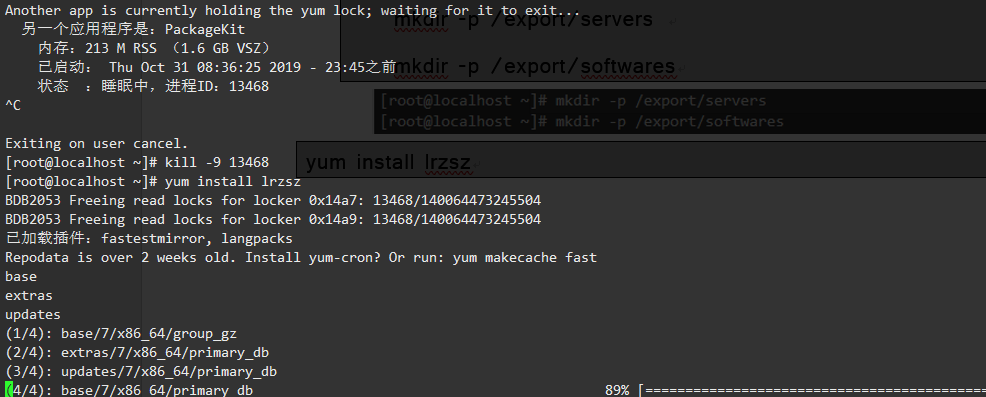 Another app is currently holding the yum lock; waiting for it to exit...
另一个应用程序是：PackageKit
内存：213 M RSS （1.6 GB VSZ）
已启动： Thu Oct 31 08:36:25 2019 - 23:45之前
状态 ：睡眠中，进程ID：13468
^C
Exiting on user cancel.
[root@localhost ~]# kill -9 13468
[root@localhost ~]# yum install lrzsz
BDB2053 Freeing read locks for locker 0x14a7: 13468/140064473245504
BDB2053 Freeing read locks for locker 0x14a9: 13468/140064473245504
已加载插件：fastestmirror, langpacks
Repodata is over 2 weeks old. Install yum-cron? Or run: yum makecache fast
base
extras
updates
(1/4): base/7/x86_64/group_gz
(2/4): extras/7/x86_64/primary_db
(3/4): updates/7/x86_64/primary_db
(4/4): base/7/x86_64/primary_db 89% [===========================================
mkdir -p /export/servers
mkdir -p /export/softwares
[root@localhost ~]# mkdir -p /export/servers
[root@localhost ~]# mkdir -p /export/softwares
yum install lrzsz